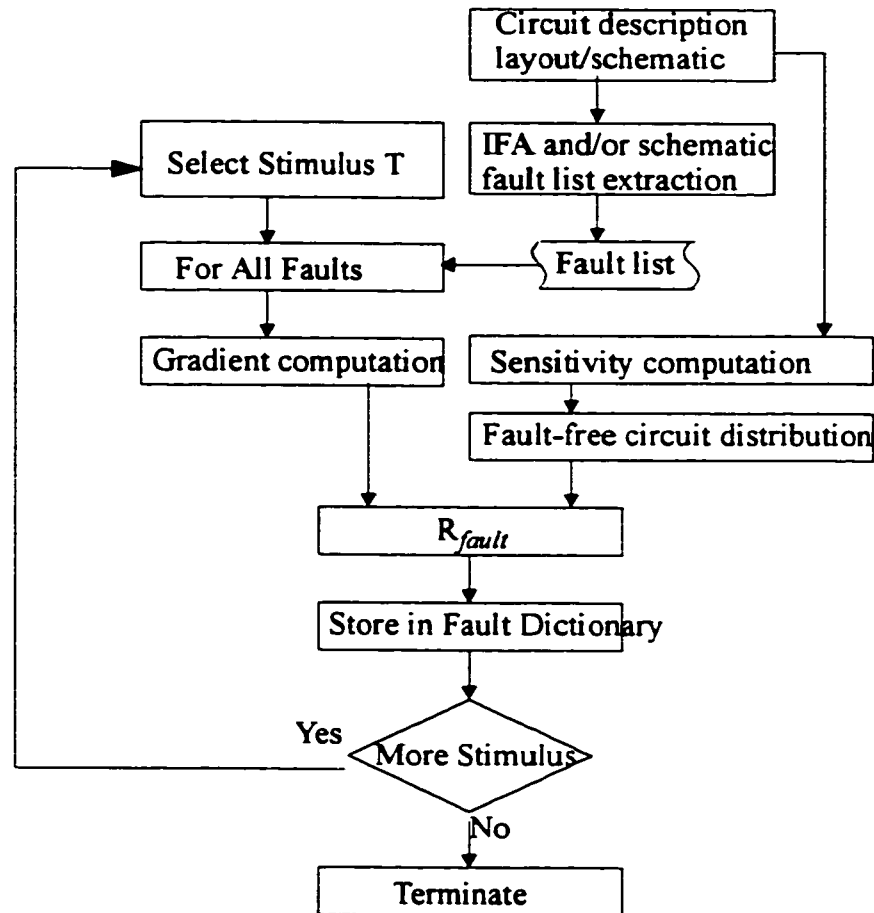 Circuit description
layout/schematic
Select Stimulus T
IFA and/or schematic
fault list extraction
For All Faults
Fault list
Gradient computation
Sensitivity computation
Fault-free circuit distribution
Rfault
Store in Fault Dictionary
Yes
More Stimulus
No
Terminate